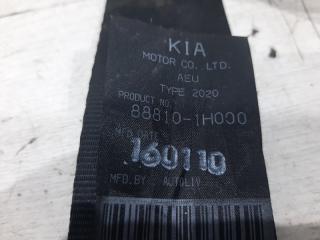 KIA
MOTOR CO. LTD.
AEU
TYPE 2020
PRODUCT NO.
88810-1H000
MFD. DATE
160110
MFD. BY AUTOLIV